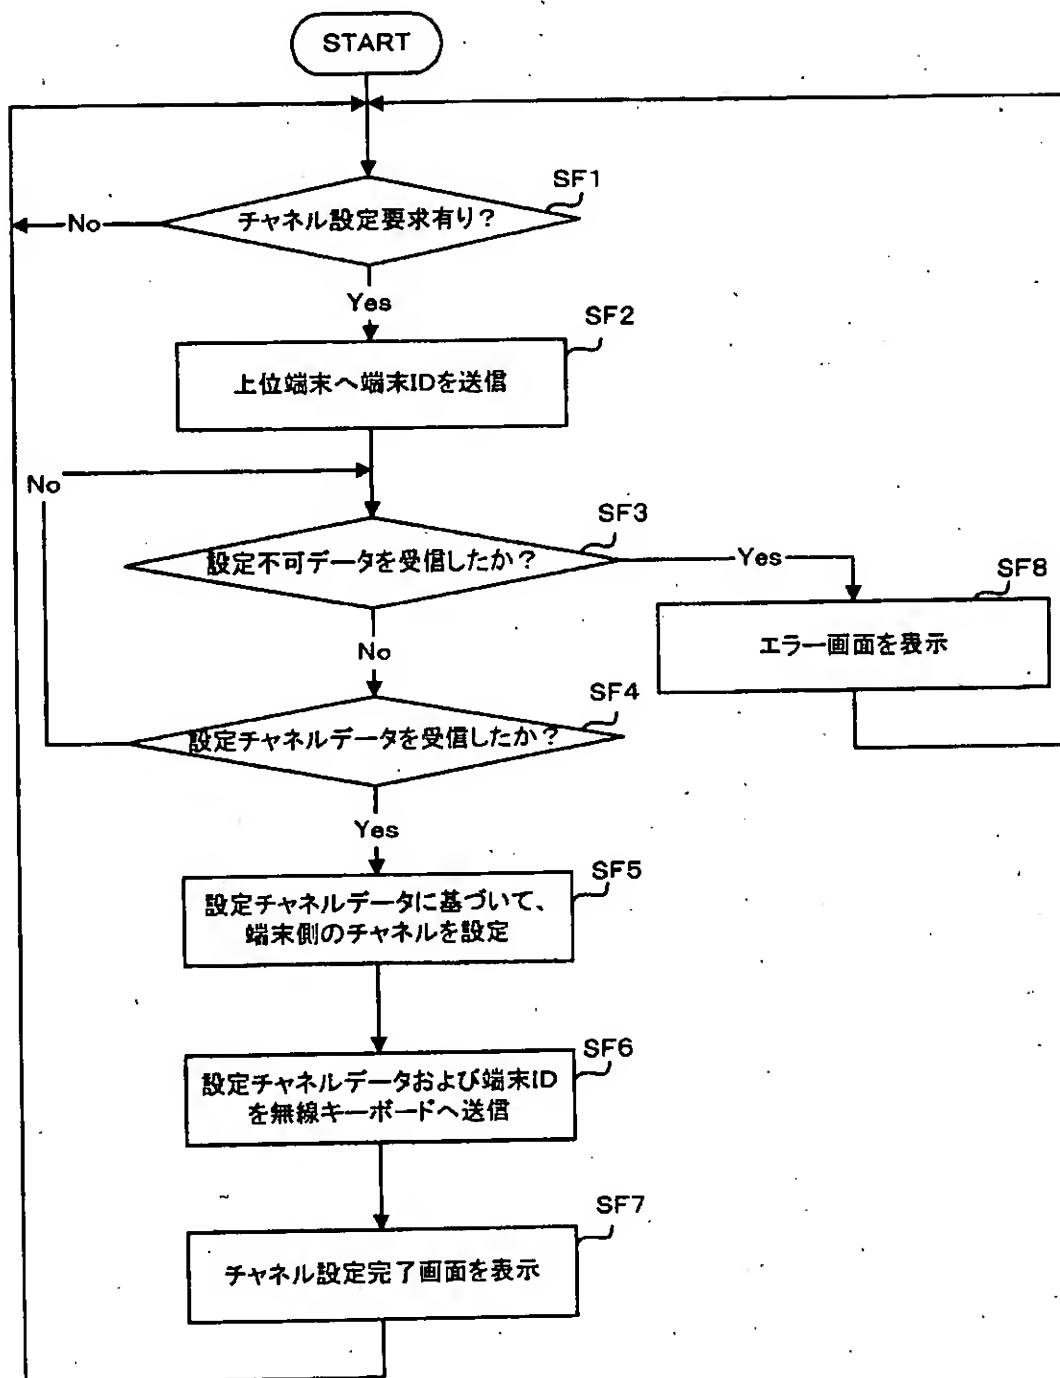 START
SF1
チャネル設定要求有り？
No
Yes
SF2
上位端末へ端末IDを送信
No
SF3
設定不可データを受信したか？
Yes
SF8
エラー画面を表示
No
SF4
設定チャネルデータを受信したか？
Yes
SF5
設定チャネルデータに基づいて、
端末側のチャネルを設定
SF6
設定チャネルデータおよび端末ID
を無線キーボードへ送信
SF7
チャネル設定完了画面を表示